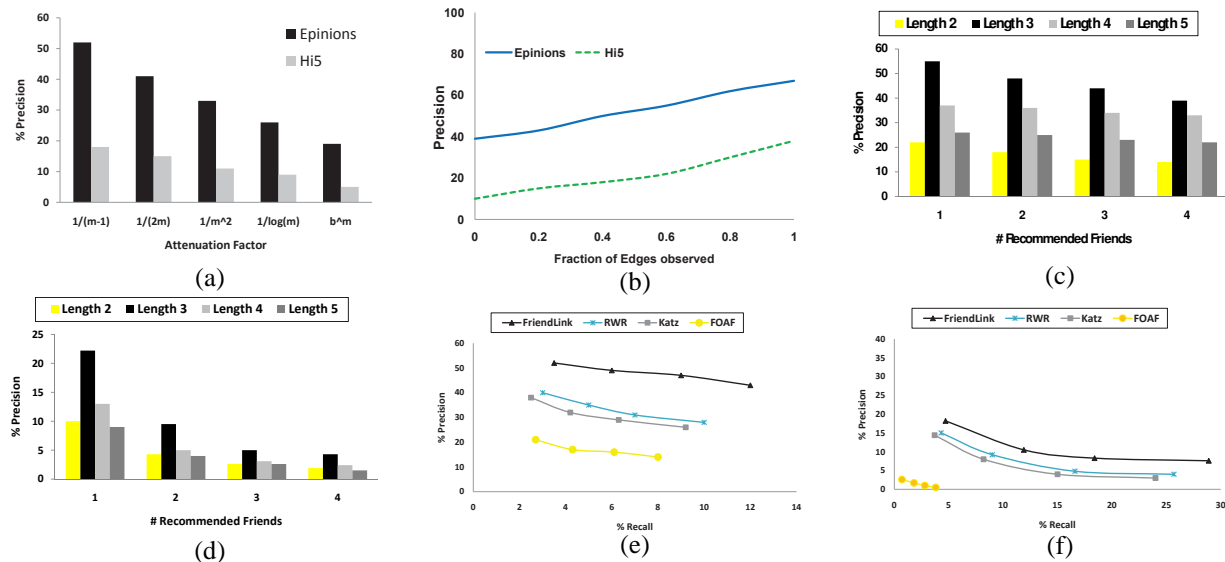 60
50
40
30
20
10
0
% Precision
Epinions
Hi5
1/(m-1) 1/(2m) 1/m^2 1/log(m) b^m
Attenuation Factor
(a)
100
80
60
40
20
0
Precision
Epinions Hi5
0 0.2 0.4 0.6 0.8 1
Fraction of Edges observed
(b)
Length 2 Length 3 Length 4 Length 5
60
50
40
30
20
10
0
% Precision
1 2 3 4
# Recommended Friends
(c)
Length 2 Length 3 Length 4 Length 5
25
20
15
10
5
0
% Precision
1 2 3 4
# Recommended Friends
(d)
FriendLink RWR Katz FOAF
60
50
40
30
20
10
0
% Precision
0 2 4 6 8 10 12 14
% Recall
(e)
FriendLink RWR Katz FOAF
40
35
30
25
20
15
10
5
0
% Precision
0 5 10 15 20 25 30
% Recall
(f)